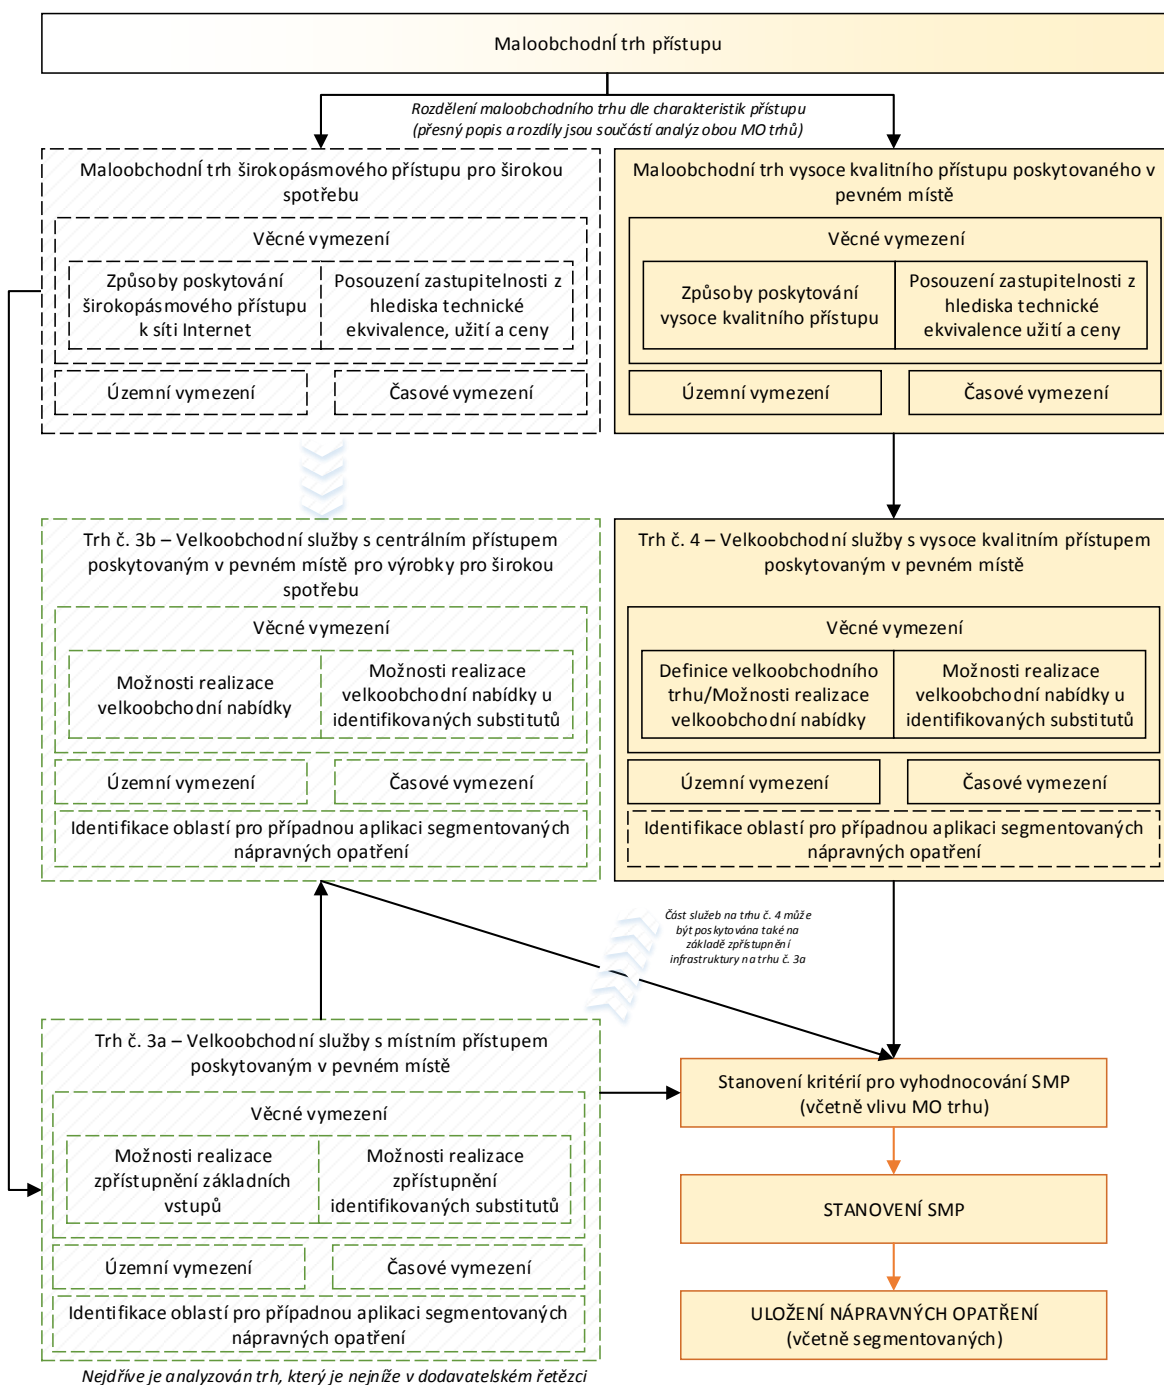 Maloobchodní trh přístupu
Rozdělení maloobchodního trhu dle charakteristik přístupu
(přesný popis a rozdíly jsou součástí analýz obou MO trhů)
Maloobchodní trh širokopásmového přístupu pro širokou
spotřebu
Věcné vymezení
Způsoby poskytování
širokopásmového přístupu
k síti Internet
Posouzení zastupitelnosti z
hlediska technické
ekvivalence, užití a ceny
Územní vymezení
Časové vymezení
Maloobchodní trh vysoce kvalitního přístupu poskytovaného v
pevném místě
Věcné vymezení
Způsoby poskytování
vysoce kvalitního přístupu
Posouzení zastupitelnosti z
hlediska technické
ekvivalence užití a ceny
Územní vymezení
Časové vymezení
Trh č. 3b – Velkoobchodní služby s centrálním přístupem
poskytovaným v pevném místě pro výrobky pro širokou
spotřebu
Věcné vymezení
Možnosti realizace
velkoobchodní nabídky
Možnosti realizace
velkoobchodní nabídky u
identifikovaných substitutů
Územní vymezení
Časové vymezení
Identifikace oblastí pro případnou aplikaci segmentovaných
nápravných opatření
Trh č. 4 – Velkoobchodní služby s vysoce kvalitním přístupem
poskytovaným v pevném místě
Věcné vymezení
Definice velkoobchodního
trhu/Možnosti realizace
velkoobchodní nabídky
Možnosti realizace
velkoobchodní nabídky u
identifikovaných substitutů
Územní vymezení
Časové vymezení
Identifikace oblastí pro případnou aplikaci segmentovaných
nápravných opatření
Část služeb na trhu č. 4 může
být poskytována také na
základě zpřístupnění
infrastruktury na trhu č. 3a
Trh č. 3a – Velkoobchodní služby s místním přístupem
poskytovaným v pevném místě
Věcné vymezení
Možnosti realizace
zpřístupnění základních
vstupů
Možnosti realizace
zpřístupnění
identifikovaných substitutů
Územní vymezení
Časové vymezení
Identifikace oblastí pro případnou aplikaci segmentovaných
nápravných opatření
Nejdříve je analyzován trh, který je nejníže v dodavatelském řetězci
Stanovení kritérií pro vyhodnocování SMP
(včetně vlivu MO trhu)
STANOVENÍ SMP
ULOŽENÍ NÁPRAVNÝCH OPATŘENÍ
(včetně segmentovaných)